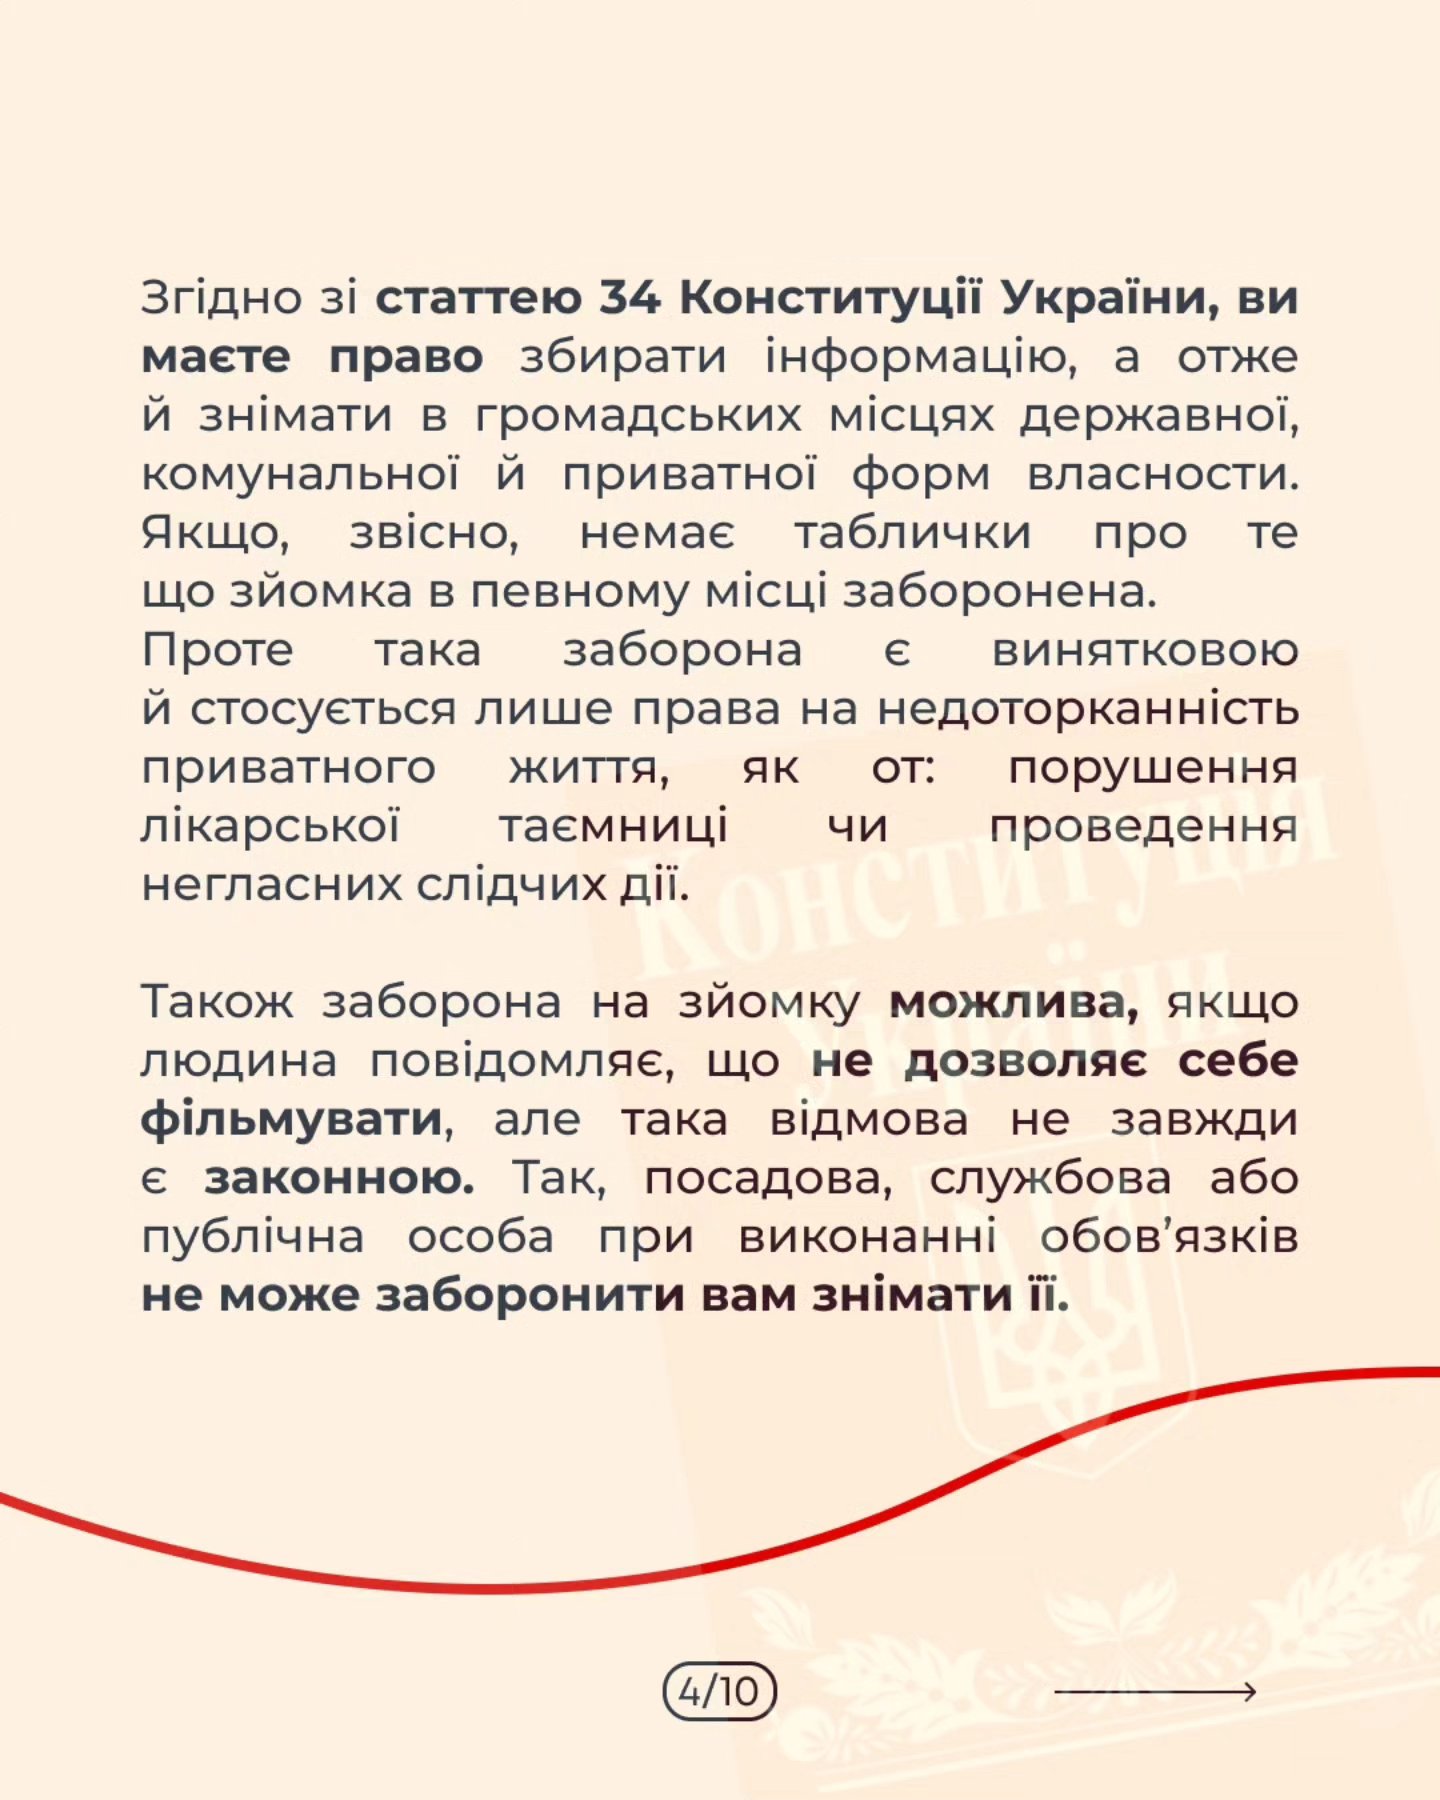 Згідно зі статтею 34 Конституції України, ви
маєте право збирати інформацію, а отже
й знімати в громадських місцях державної,
комунальної й приватної форм власности.
Якщо, звісно, немає таблички про те
що зйомка в певному місці заборонена.
Проте така заборона є винятковою
й стосується лише права на недоторканність
приватного життя, як от: порушення
лікарської таємниці чи проведення
негласних слідчих дії.
Також заборона на зйомку можлива, якщо
людина повідомляє, що не дозволяє себе
фільмувати, але така відмова не завжди
є законною. Так, посадова, службова або
публічна особа при виконанні обов’язків
не може заборонити вам знімати її.
Конституція
України
4/10